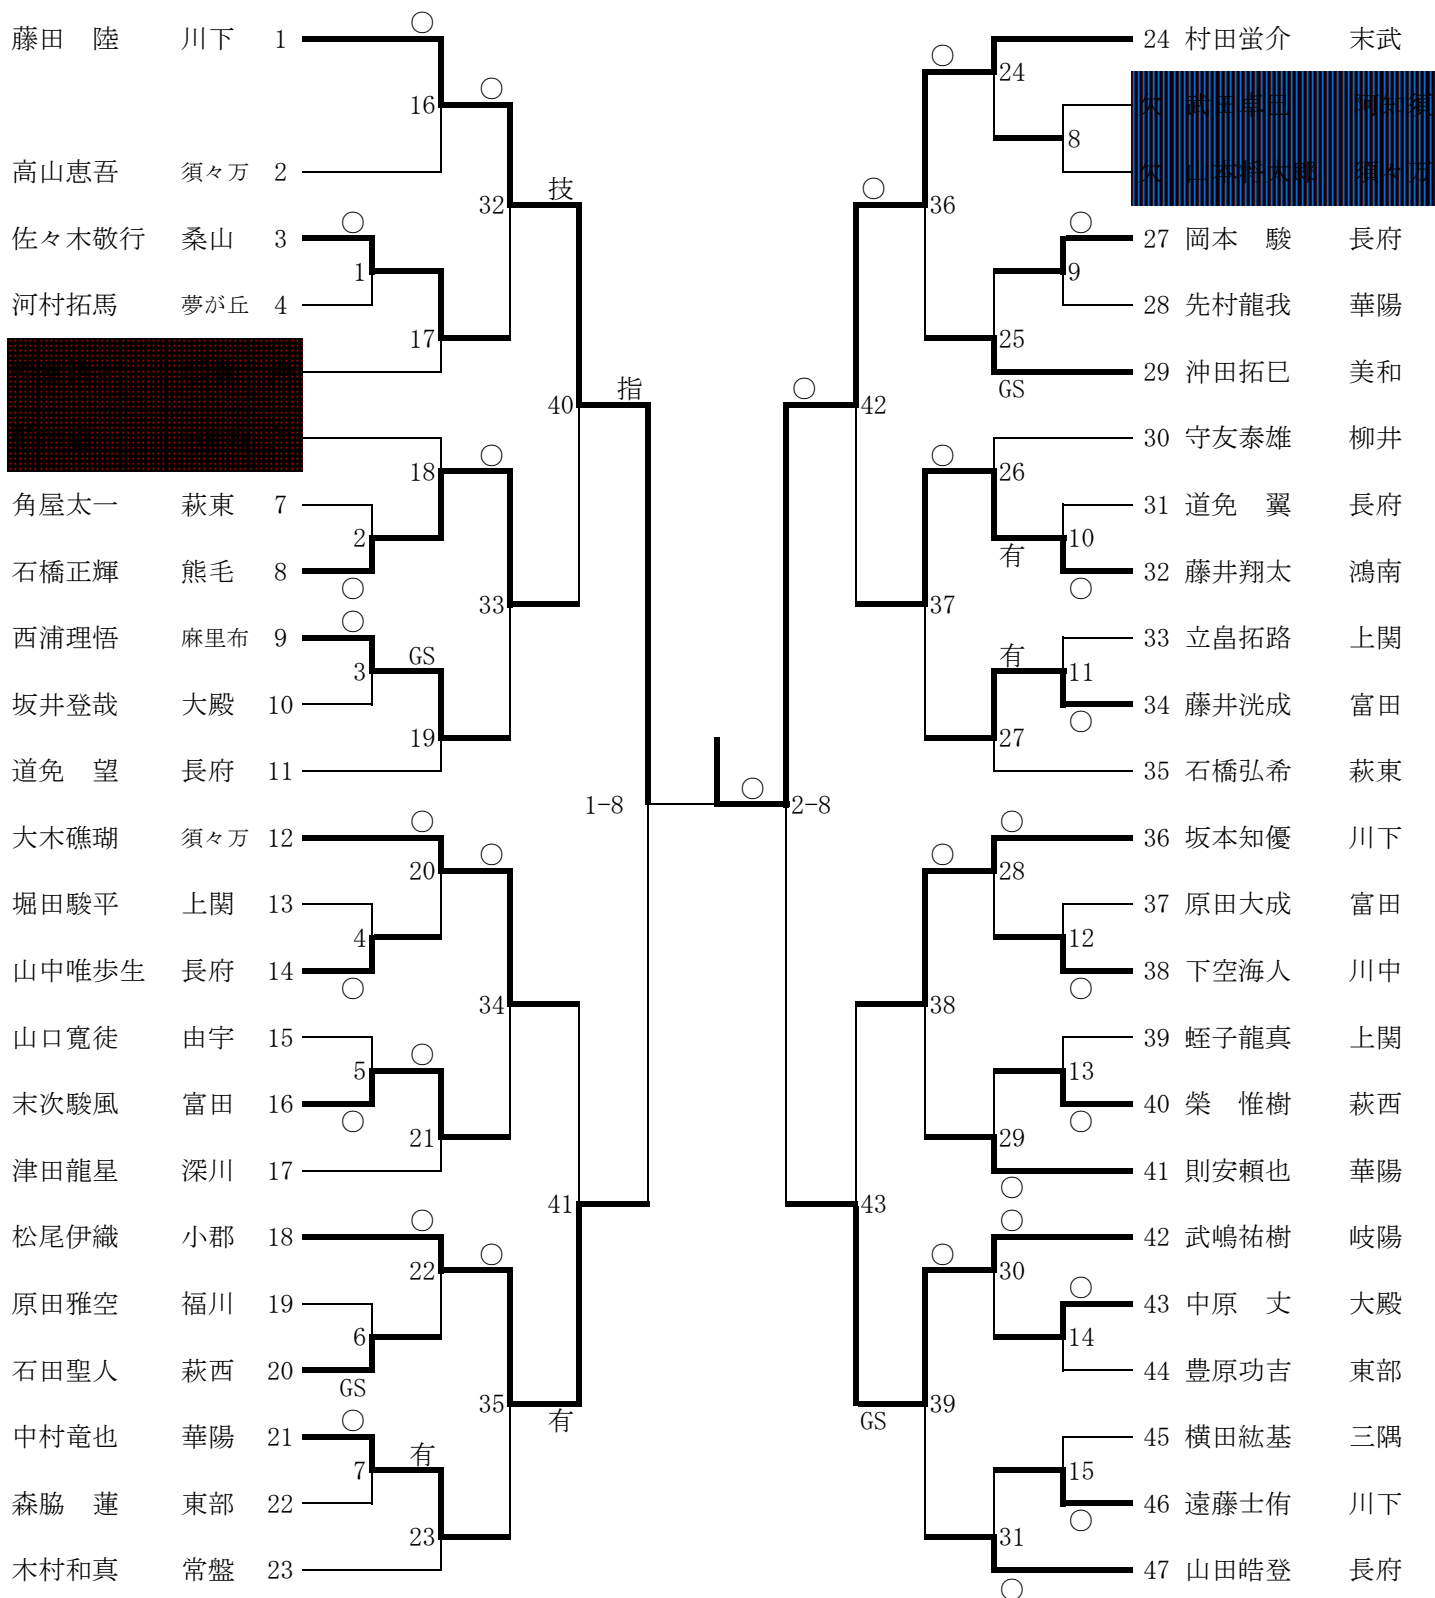 藤田　陸 川下 1
高山恵吾 須々万 2
佐々木敬行 桑山 3
河村拓馬 夢が丘 4
角屋太一 萩東 7
石橋正輝 熊毛 8
西浦理悟 麻里布 9
坂井登哉 大殿 10
道免　望 長府 11
大木礁瑚 須々万 12
堀田駿平 上関 13
山中唯歩生 長府 14
山口寛徒 由宇 15
末次駿風 富田 16
津田龍星 深川 17
松尾伊織 小郡 18
原田雅空 福川 19
石田聖人 萩西 20
中村竜也 華陽 21
森脇　蓮 東部 22
木村和真 常盤 23
○
○
16
技
32
○
1
17
指
40
18
○
2
○
33
○
GS
3
19
1-8
○
2-8
○
20
○
4
○
34
○
5
○
21
41
○
22
○
6
GS
35
有
○
有
7
23
○
24
8
○
36
○
9
25
GS
○
42
○
26
10
有
○
37
有
11
○
27
○
○
28
12
○
38
13
○
29
○
43
○
○
30
○
14
GS
39
15
○
31
○
24 村田蛍介 末武
27 岡本　駿 長府
28 先村龍我 華陽
29 沖田拓巳 美和
30 守友泰雄 柳井
31 道免　翼 長府
32 藤井翔太 鴻南
33 立畠拓路 上関
34 藤井洸成 富田
35 石橋弘希 萩東
36 坂本知優 川下
37 原田大成 富田
38 下空海人 川中
39 蛭子龍真 上関
40 榮　惟樹 萩西
41 則安頼也 華陽
42 武嶋祐樹 岐陽
43 中原　丈 大殿
44 豊原功吉 東部
45 横田紘基 三隅
46 遠藤士侑 川下
47 山田皓登 長府